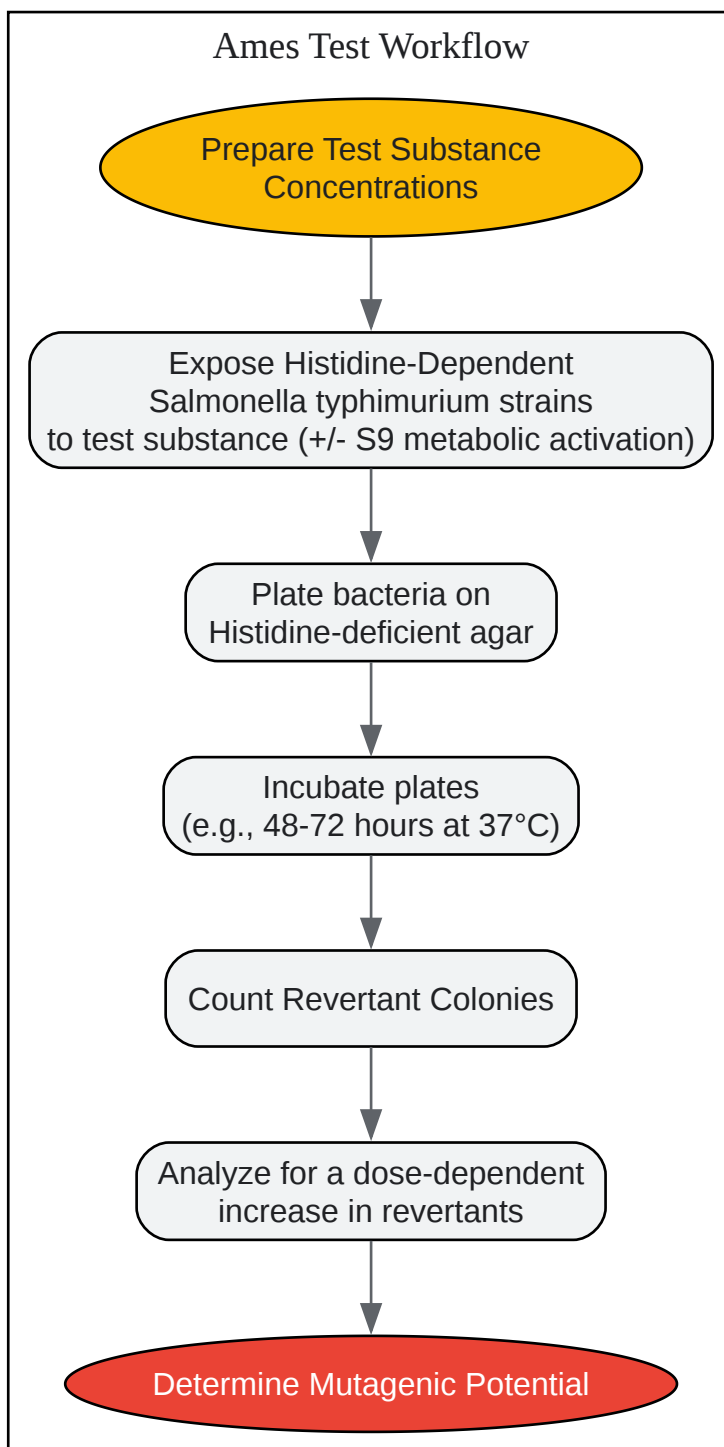 Ames Test Workflow
Prepare Test Substance
Concentrations
Expose Histidine-Dependent
Salmonella typhimurium strains
to test substance (+/- S9 metabolic activation)
Plate bacteria on
Histidine-deficient agar
Incubate plates
(e.g., 48-72 hours at 37°C)
Count Revertant Colonies
Analyze for a dose-dependent
increase in revertants
Determine Mutagenic Potential